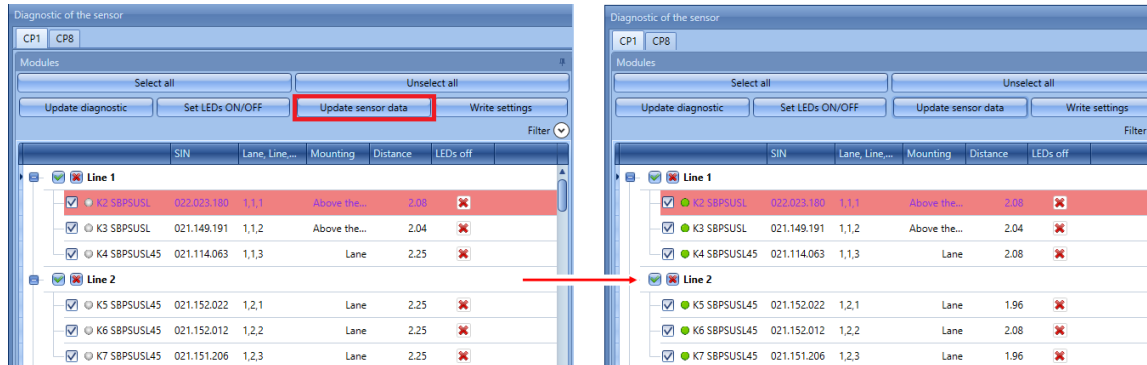 Diagnostic of the sensor
CP1 CP8
Modules
Select all Unselect all
Update diagnostic Set LEDs ON/OFF Update sensor data Write settings
Filter
SIN Lane, Line,... Mounting Distance LEDs off
Line 1
K2 SBPSUSL 022.023.180 1,1,1 Above the... 2.08
K3 SBPSUSL 021.149.191 1,1,2 Above the... 2.04
K4 SBPSUSL45 021.114.063 1,1,3 Lane 2.25
Line 2
K5 SBPSUSL45 021.152.022 1,2,1 Lane 2.25
K6 SBPSUSL45 021.152.012 1,2,2 Lane 2.25
K7 SBPSUSL45 021.151.206 1,2,3 Lane 2.25
Diagnostic of the sensor
CP1 CP8
Modules
Select all Unselect all
Update diagnostic Set LEDs ON/OFF Update sensor data Write settings
Filter
SIN Lane, Line,... Mounting Distance LEDs off
Line 1
K2 SBPSUSL 022.023.180 1,1,1 Above the... 2.08
K3 SBPSUSL 021.149.191 1,1,2 Above the... 2.04
K4 SBPSUSL45 021.114.063 1,1,3 Lane 2.08
Line 2
K5 SBPSUSL45 021.152.022 1,2,1 Lane 1.96
K6 SBPSUSL45 021.152.012 1,2,2 Lane 2.08
K7 SBPSUSL45 021.151.206 1,2,3 Lane 1.96